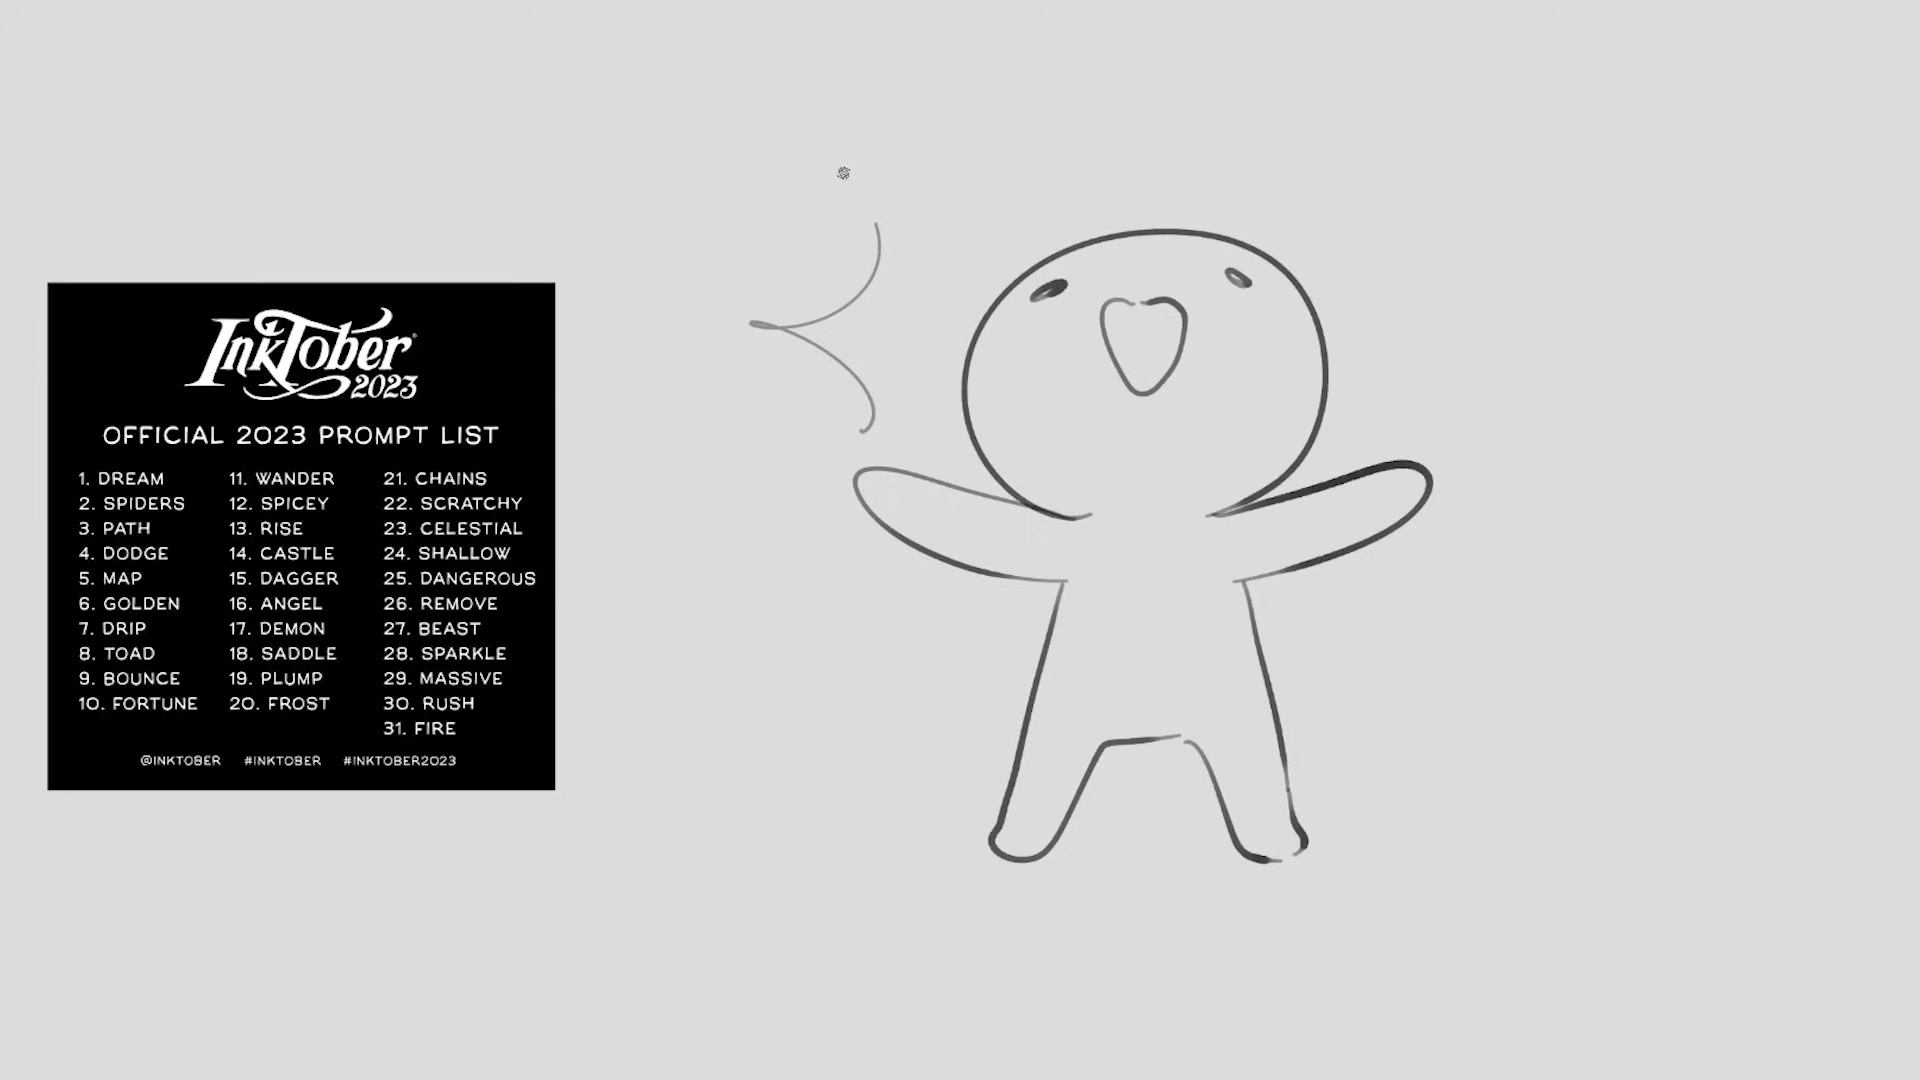 InkTober
2023
OFFICIAL 2023 PROMPT LIST
1. DREAM
2. SPIDERS
3. PATH
4. DODGE
5. MAP
6. GOLDEN
7. DRIP
8. TOAD
9. BOUNCE
10. FORTUNE
11. WANDER
12. SPICEY
13. RISE
14. CASTLE
15. DAGGER
16. ANGEL
17. DEMON
18. SADDLE
19. PLUMP
20. FROST
21. CHAINS
22. SCRATCHY
23. CELESTIAL
24. SHALLOW
25. DANGEROUS
26. REMOVE
27. BEAST
28. SPARKLE
29. MASSIVE
30. RUSH
31. FIRE
@INKTOBER #INKTOBER #INKTOBER2023